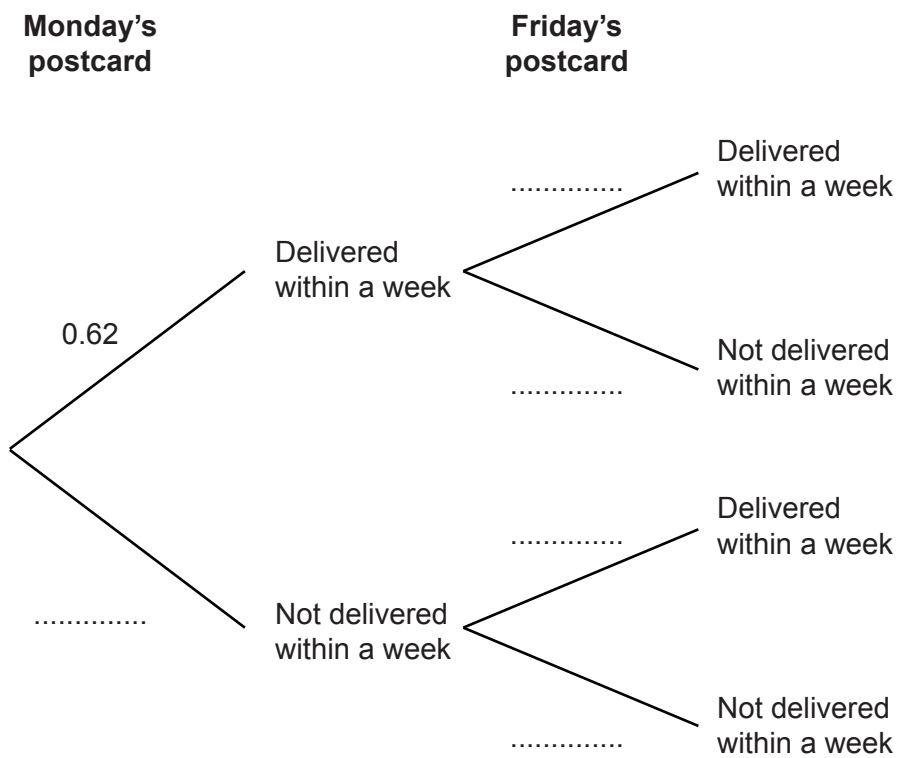 Monday’s
postcard
Friday’s
postcard
Delivered
within a week
..............
Delivered
within a week
0.62
Not delivered
within a week
..............
Delivered
within a week
..............
Not delivered
within a week
..............
Not delivered
within a week
..............